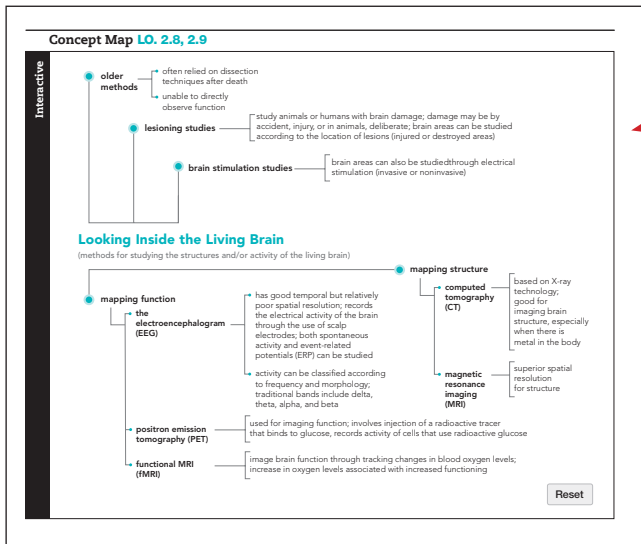 Concept Map LO. 2.8, 2.9
Interactive
older
methods
often relied on dissection
techniques after death
unable to directly
observe function
lesioning studies
study animals or humans with brain damage; damage may be by
accident, injury, or in animals, deliberate; brain areas can be studied
according to the location of lesions (injured or destroyed areas)
brain stimulation studies
brain areas can also be studiedthrough electrical
stimulation (invasive or noninvasive)
Looking Inside the Living Brain
(methods for studying the structures and/or activity of the living brain)
mapping function
the
electroencephalogram
(EEG)
has good temporal but relatively
poor spatial resolution; records
the electrical activity of the brain
through the use of scalp
electrodes; both spontaneous
activity and event-related
potentials (ERP) can be studied
activity can be classified according
to frequency and morphology;
traditional bands include delta,
theta, alpha, and beta
positron emission
tomography (PET)
used for imaging function; involves injection of a radioactive tracer
that binds to glucose, records activity of cells that use radioactive glucose
functional MRI
(fMRI)
image brain function through tracking changes in blood oxygen levels;
increase in oxygen levels associated with increased functioning
mapping structure
computed
tomography
(CT)
based on X-ray
technology;
good for
imaging brain
structure, especially
when there is
metal in the body
magnetic
resonance
imaging
(MRI)
superior spatial
resolution
for structure
Reset